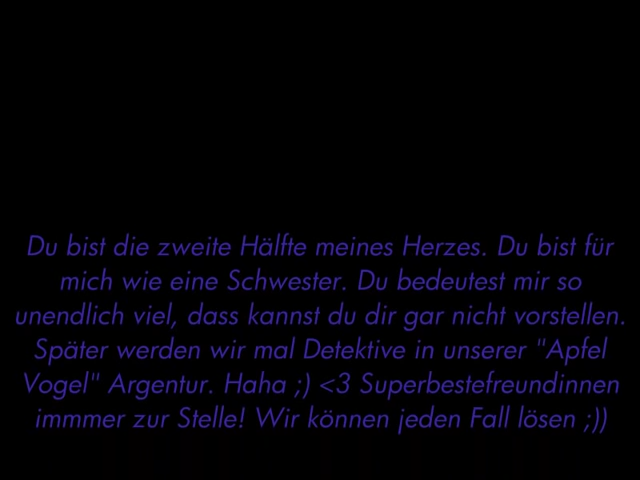 Du bist die zweite Hälfte meines Herzes. Du bist für
mich wie eine Schwester. Du bedeutest mir so
unendlich viel, dass kannst du dir gar nicht vorstellen.
Später werden wir mal Detektive in unserer "Apfel
Vogel" Argentur. Haha ;) <3 Superbestefreundinnen
immmer zur Stelle! Wir können jeden Fall lösen ;))